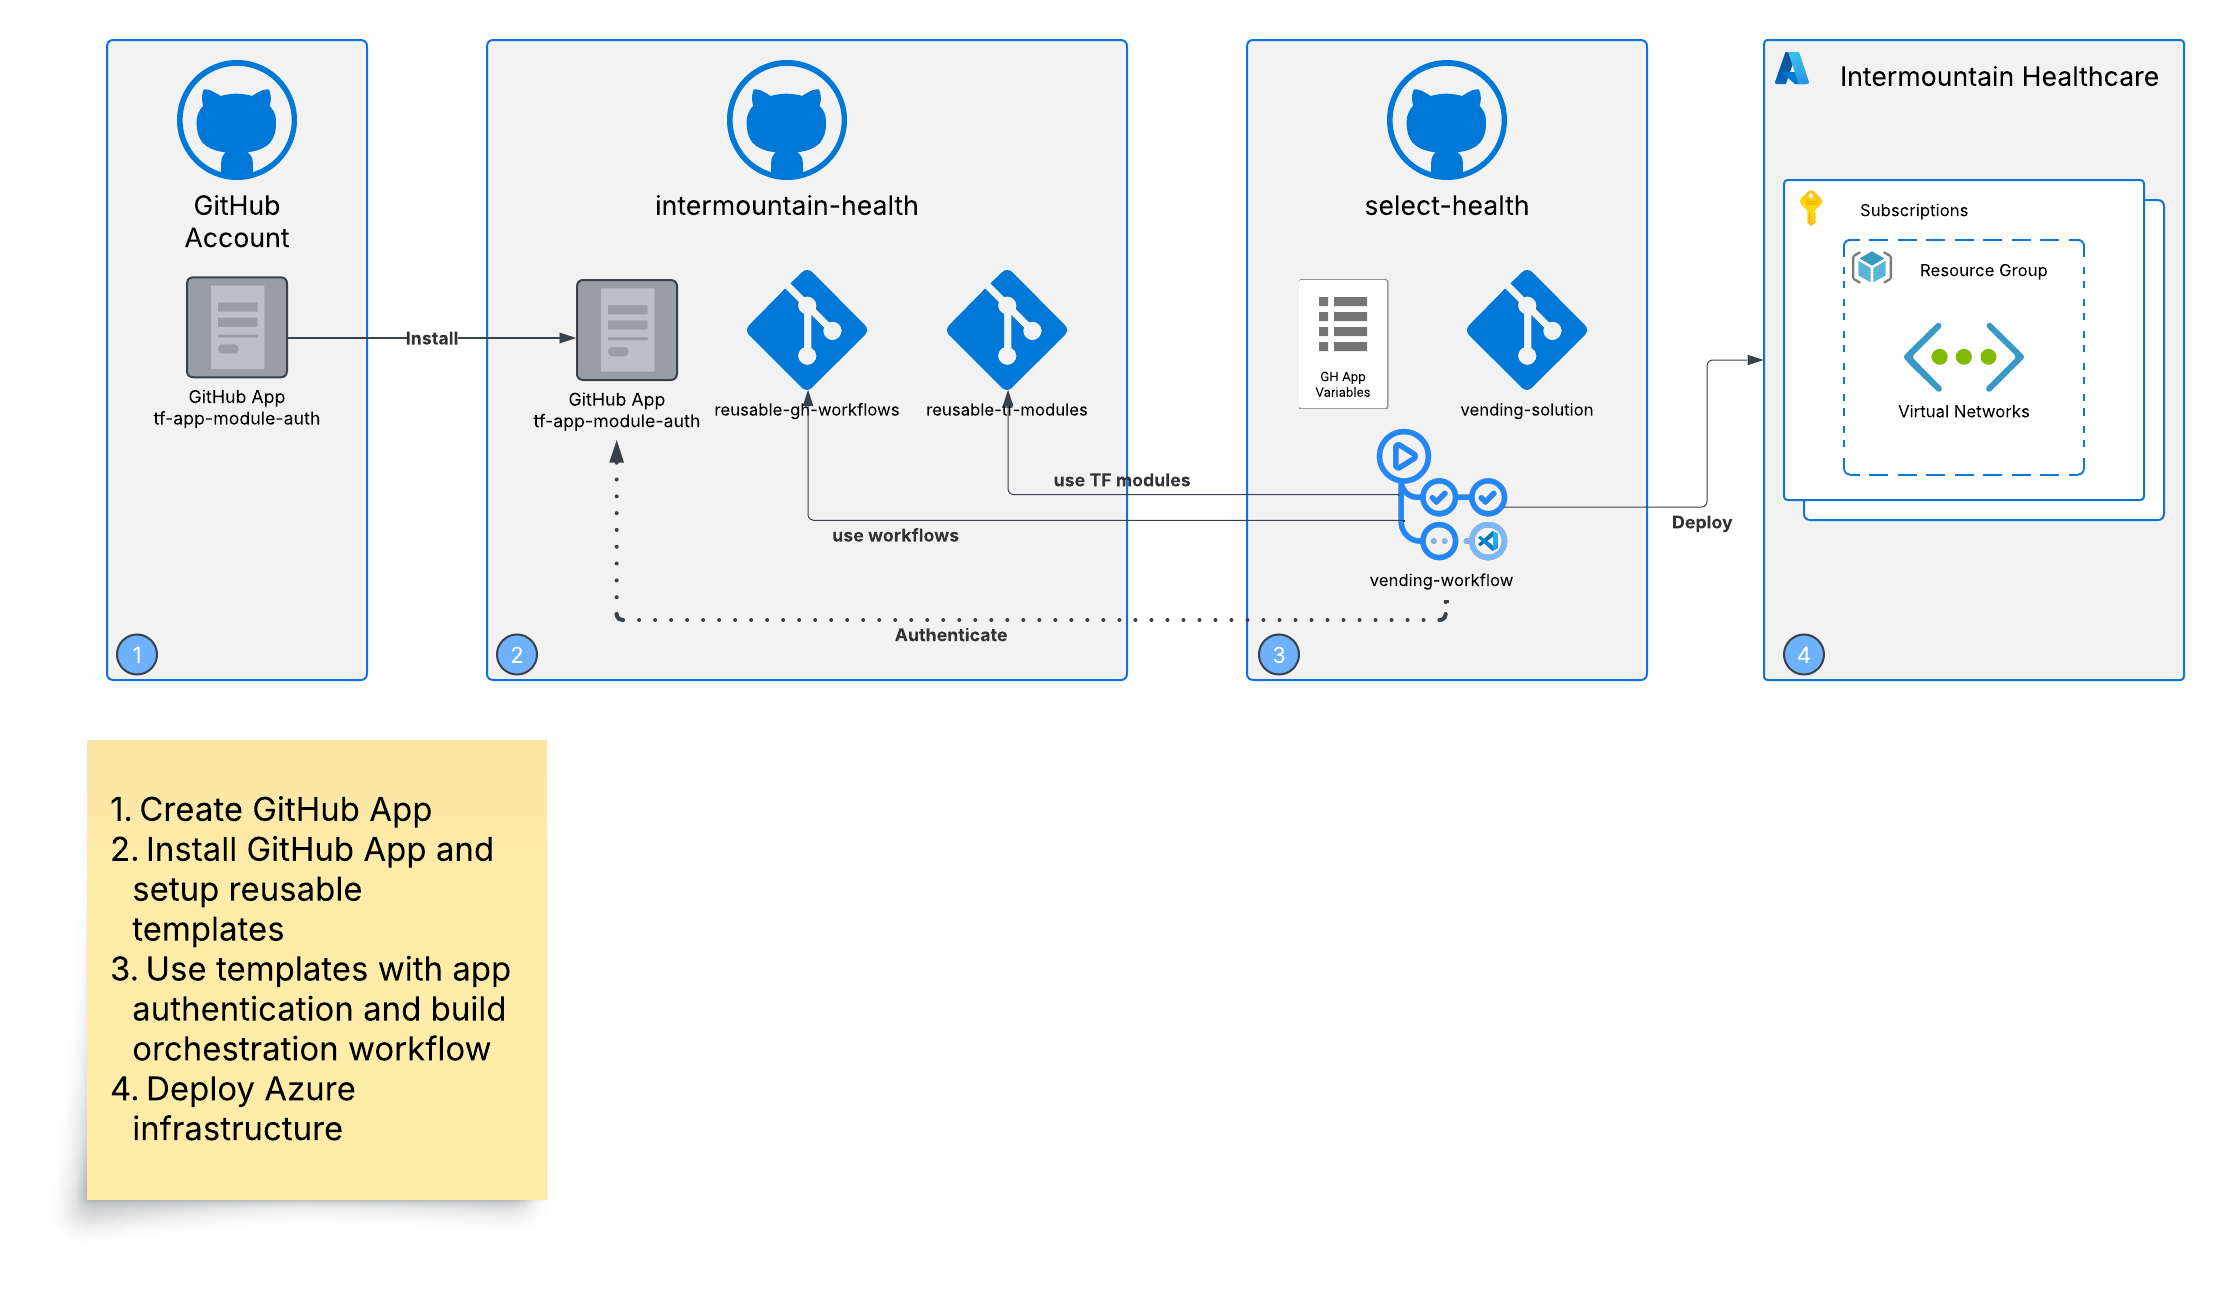 GitHub
Account
GitHub App
tf-app-module-auth
1
Install
intermountain-health
GitHub App
tf-app-module-auth
reusable-gh-workflows
reusable-tf-modules
use TF modules
use workflows
Authenticate
2
select-health
GH App
Variables
vending-solution
vending-workflow
3
Deploy
Intermountain Healthcare
Subscriptions
Resource Group
Virtual Networks
4
1. Create GitHub App
2. Install GitHub App and
setup reusable
templates
3. Use templates with app
authentication and build
orchestration workflow
4. Deploy Azure
infrastructure